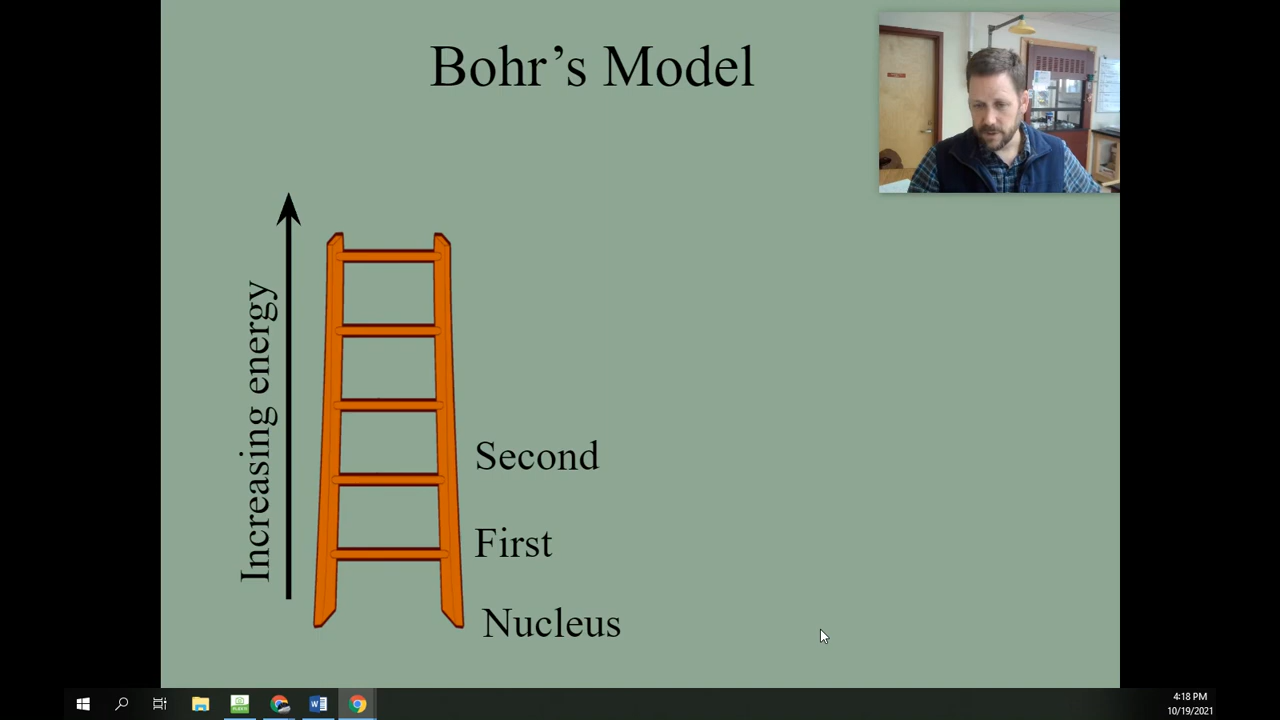 Bohr's Model
Increasing energy
Second
First
Nucleus
4:18 PM
10/19/2021